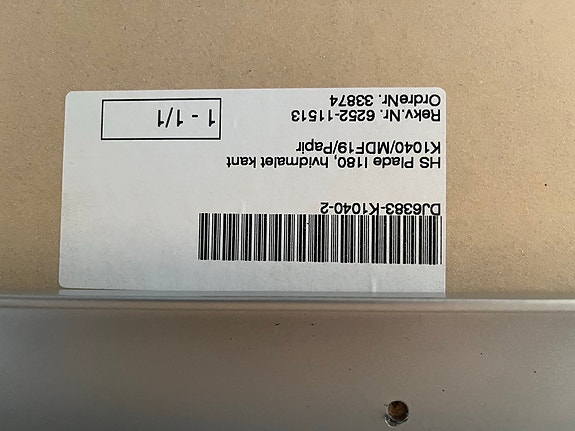 DJ6383-K1040-2
HS Plade I180, hvidmalet kant
K1040/MDF19/Papir
Rekv.Nr. 6252-11513
OrdreNr. 33874
1 - 1/1